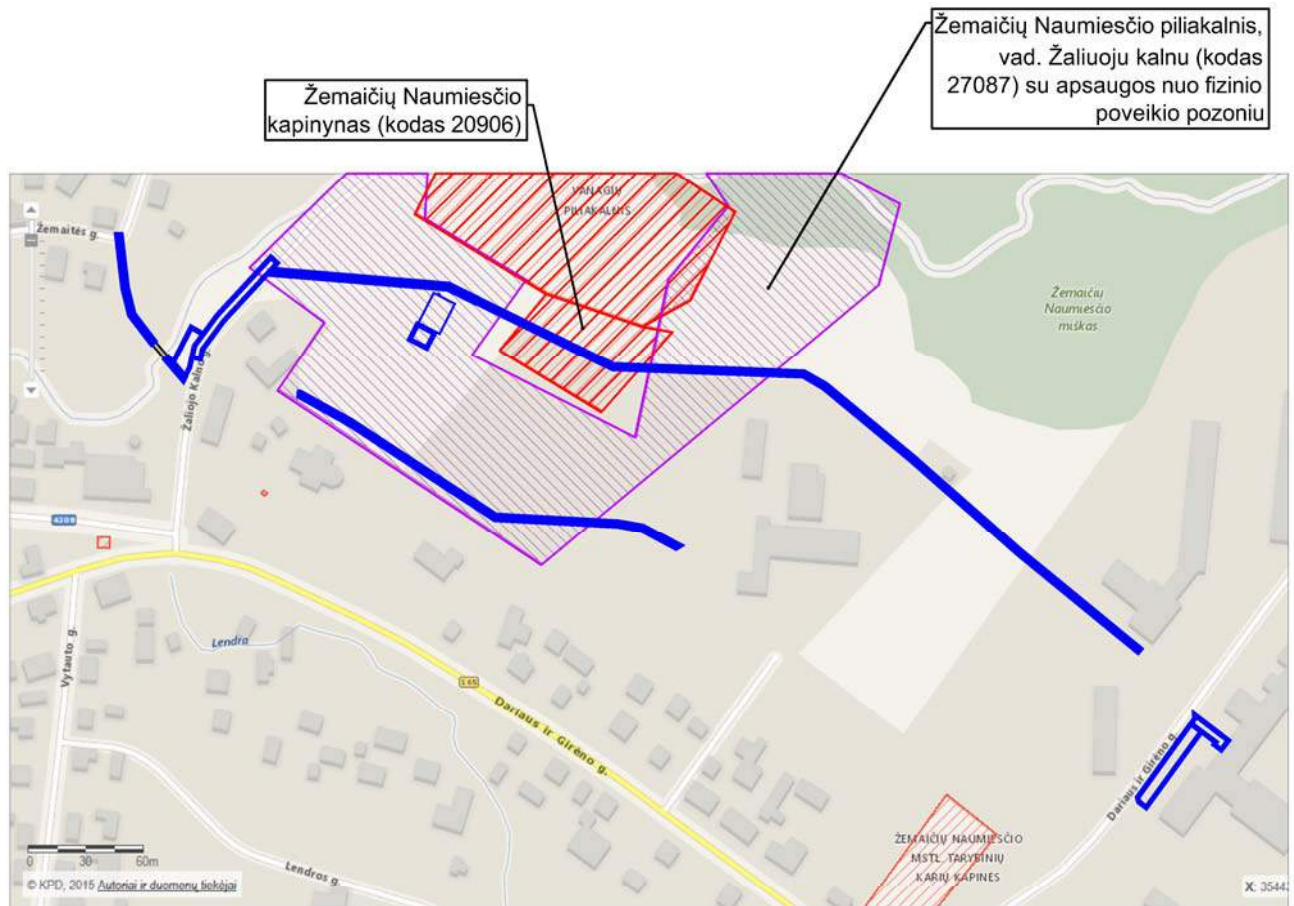 Žemaičių Naumiesčio piliakalnis,
vad. Žaliuoju kalnu (kodas
27087) su apsaugos nuo fizinio
poveikio pozoniu
Žemaičių Naumiesčio
kapinynas (kodas 20906)
VANAGIŲ
PILIAKALNIS
Žemaitės g.
Žemaičių
Naumiesčio
miškas
Žaliojo Kalno g.
4209
Vytauto g.
Lendra
165
Dariaus ir Girėno g.
Dariaus ir Girėno g.
ŽEMAIČIŲ NAUMIESČIO
MSTL. TARYBINIŲ
KARIŲ KAPINĖS
Lendros g.
0 30 60m
© KPD, 2015 Autoriai ir duomenų tiekėjai
X: 3544